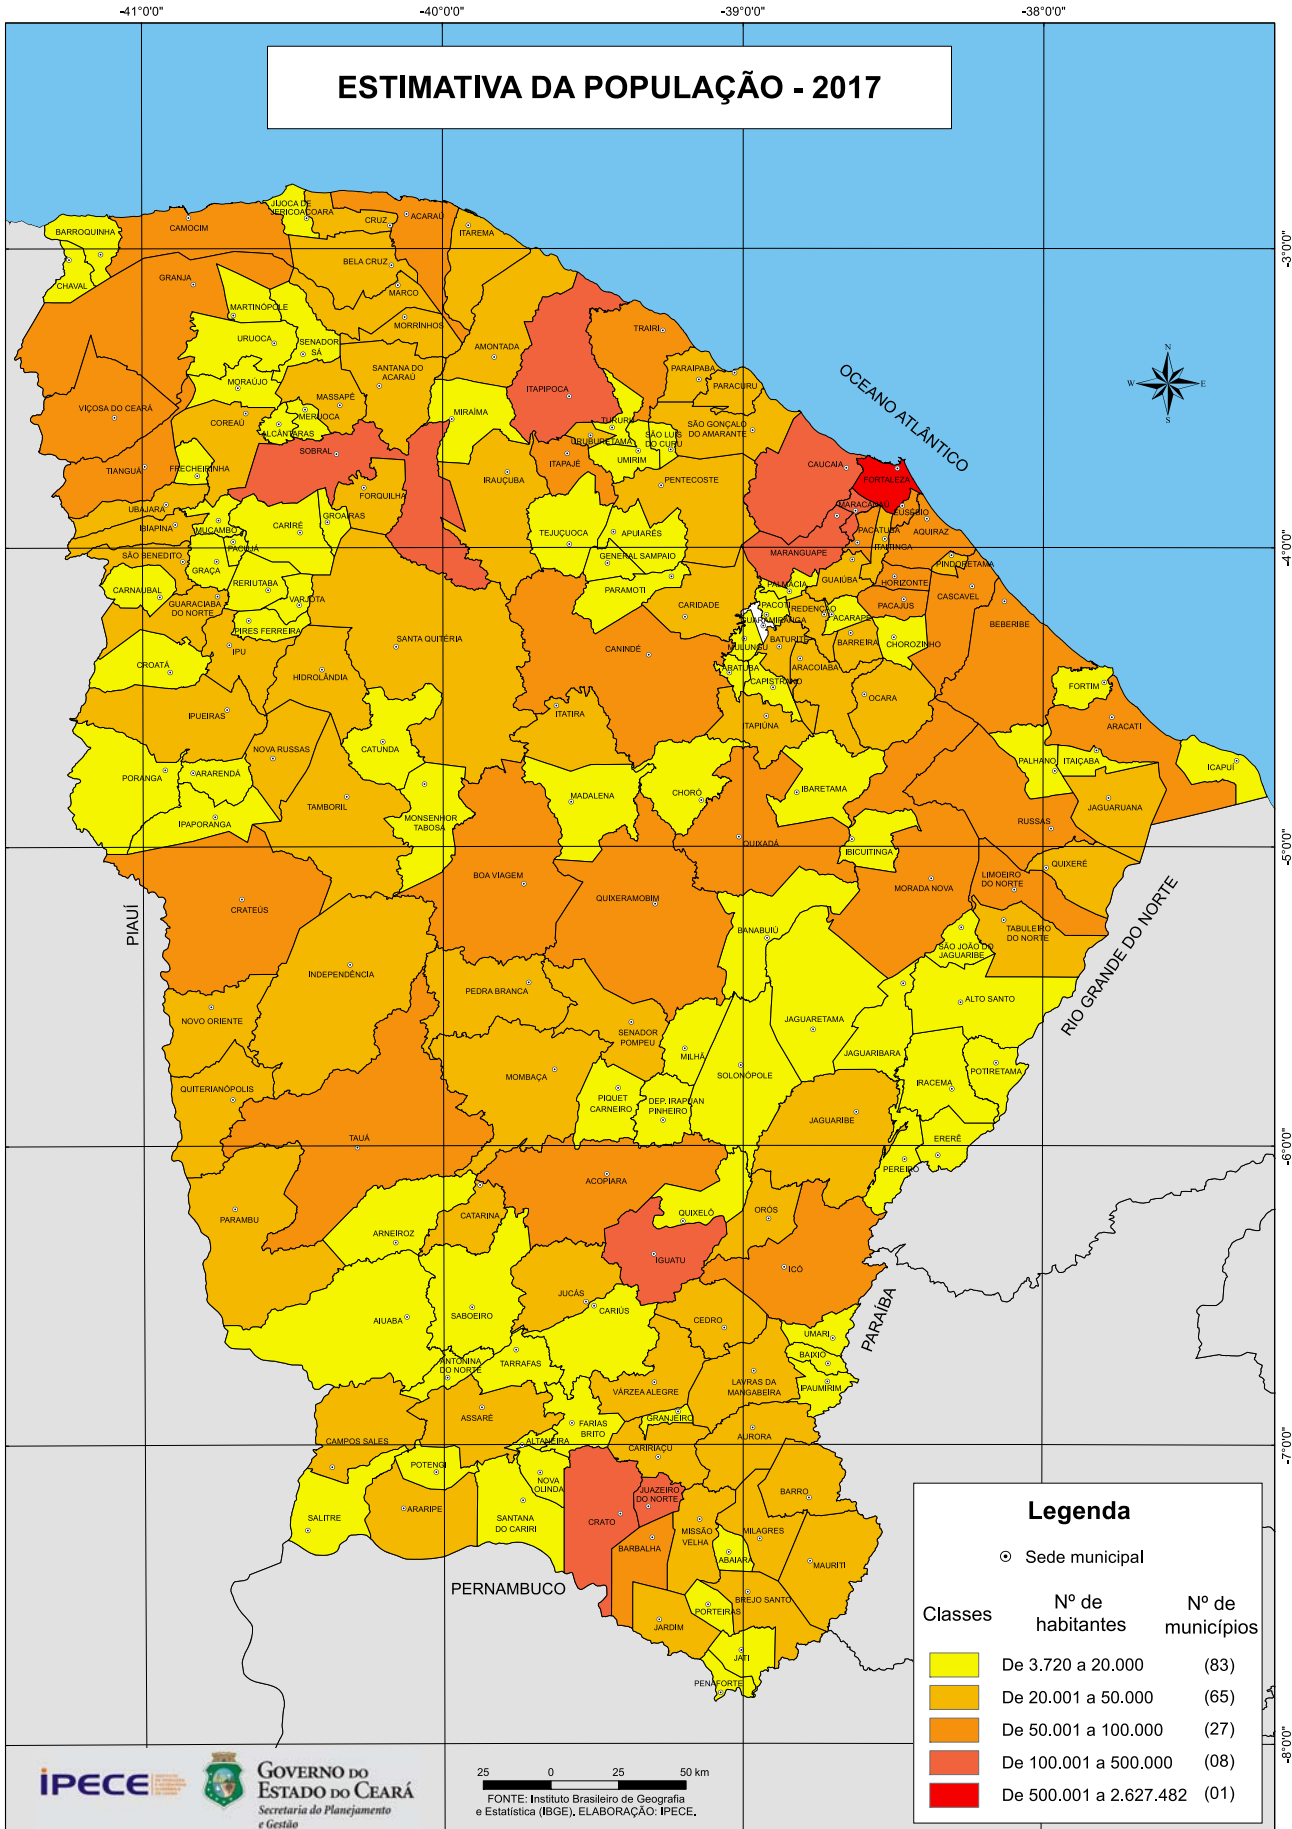 -41°0'0"
-40°0'0"
-39°0'0"
-38°0'0"
ESTIMATIVA DA POPULAÇÃO - 2017
JIJOCA DE
JERICOACOARA
CRUZ
ACARAÚ
ITAREMA
CAMOCIM
BARROQUINHA
CHAVAL
GRANJA
BELA CRUZ
MARCO
MORRINHOS
MARTINÓPOLE
URUOCA
SENADOR
SÁ
MORAÚJO
SANTANA DO
ACARAÚ
AMONTADA
TRAIRI
ITAPIPOCA
PARAIPABA
PARACURU
OCEANO ATLÂNTICO
N
W
E
S
-3°0'0"
VIÇOSA DO CEARÁ
COREAÚ
MASSAPÊ
MERUOCA
ALCÂNTARAS
MIRAÍMA
TURURU
URUBURETAMA
SÃO LUIS
DO CURU
SÃO GONÇALO
DO AMARANTE
UMIRIM
SOBRAL
TIANGUÁ
FRECHEIRINHA
IRAUÇUBA
ITAPAJÉ
PENTECOSTE
CAUCAIA
FORTALEZA
FORQUILHA
UBAJARA
IBIAPINA
MUCAMBO
PACUJÁ
CARIRÉ
GROAÍRAS
TEJUÇUOCA
APUIARÉS
GENERAL SAMPAIO
MARACANAÚ
EUSÉBIO
AQUIRAZ
PACATUBA
ITAITINGA
MARANGUAPE
SÃO BENEDITO
GRAÇA
CARNAUBAL
RERIUTABA
VARJOTA
GUARACIABA
DO NORTE
PIRES FERREIRA
PARAMOTI
CARIDADE
PALMÁCIA
GUAIÚBA
HORIZONTE
PINDORETAMA
CASCAVEL
PACAJUS
PACOTI
GUARAMIRANGA
REDENÇÃO
ACARAPE
BEBERIBE
-4°0'0"
CROATÁ
IPU
SANTA QUITÉRIA
CANINDÉ
MULUNGU
BATURITÉ
BARREIRA
CHOROZINHO
ARATUBA
ARACOIABA
CAPISTRANO
HIDROLÂNDIA
IPUEIRAS
ITATIRA
ITAPIÚNA
OCARA
FORTIM
ARACATI
NOVA RUSSAS
CATUNDA
PORANGA
ARARENDÁ
TAMBORIL
MONSENHOR
TABOSA
MADALENA
CHORÓ
IBARETAMA
PALHANO
ITAIÇABA
ICAPUÍ
IPAPORANGA
JAGUARUANA
RUSSAS
QUIXADÁ
IBICUITINGA
QUIXERÉ
-5°0'0"
BOA VIAGEM
CRATEÚS
QUIXERAMOBIM
MORADA NOVA
LIMOEIRO
DO NORTE
BANABUIÚ
TABULEIRO
DO NORTE
SÃO JOÃO DO
JAGUARIBE
PIAUÍ
RIO GRANDE DO NORTE
INDEPENDÊNCIA
PEDRA BRANCA
NOVO ORIENTE
SENADOR
POMPEU
JAGUARETAMA
ALTO SANTO
MILHÃ
JAGUARIBARA
SOLONÓPOLE
MOMBAÇA
QUITERIANÓPOLIS
PIQUET
CARNEIRO
DEP. IRAPUAN
PINHEIRO
POTIRETAMA
IRACEMA
JAGUARIBE
TAUÁ
ERERÊ
PEREIRO
-6°0'0"
ACOPIARA
PARAMBU
ARNEIROZ
CATARINA
QUIXELÔ
ORÓS
IGUATU
ICÓ
JUCÁS
CARIÚS
SABOEIRO
AIUABA
CEDRO
UMARI
PARAÍBA
BAIXIO
ANTONINA
DO NORTE
TARRAFAS
IPAUMIRIM
VÁRZEA ALEGRE
LAVRAS DA
MANGABEIRA
ASSARÉ
FARIAS
BRITO
GRANJEIRO
CAMPOS SALES
ALTANEIRA
CARIRIAÇU
AURORA
-7°0'0"
POTENGI
NOVA
OLINDA
JUAZEIRO
DO NORTE
BARRO
SALITRE
ARARIPE
SANTANA
DO CARIRI
CRATO
MISSÃO
VELHA
MILAGRES
BARBALHA
ABAIARA
MAURITI
PERNAMBUCO
PORTEIRAS
BREJO SANTO
JARDIM
JATI
PENAFORTE
-8°0'0"
Legenda
Sede municipal
Classes
Nº de
habitantes
Nº de
municípios
De 3.720 a 20.000 (83)
De 20.001 a 50.000 (65)
De 50.001 a 100.000 (27)
De 100.001 a 500.000 (08)
De 500.001 a 2.627.482 (01)
İPECE
GOVERNO DO
ESTADO DO CEARÁ
Secretaria do Planejamento
e Gestão
25 0 25 50 km
FONTE: Instituto Brasileiro de Geografia
e Estatística (IBGE). ELABORAÇÃO: IPECE.